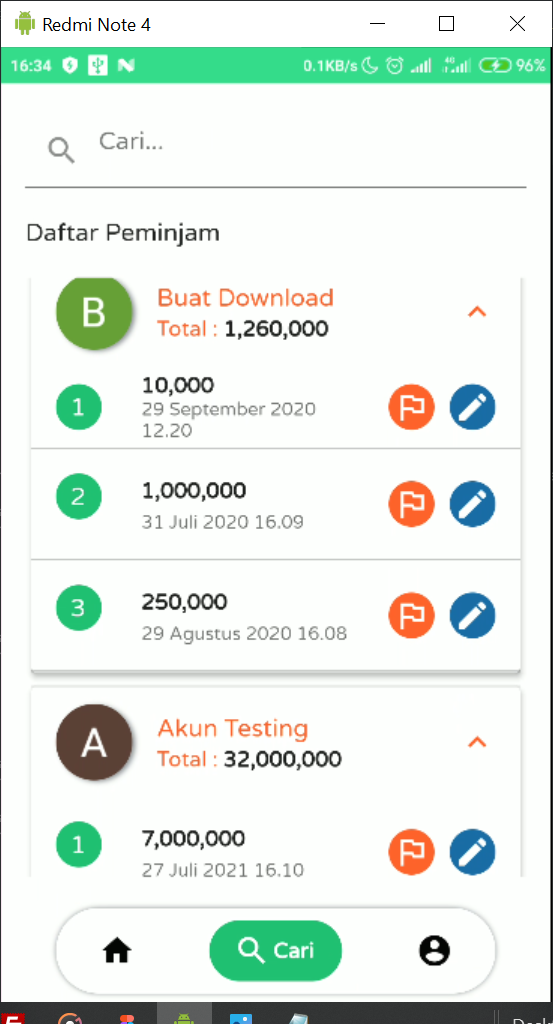 Redmi Note 4
16:34 0.1KB/s 4G 96%
Cari...
Daftar Peminjam
B
Buat Download
Total : 1,260,000
1
10,000
29 September 2020
12.20
2
1,000,000
31 Juli 2020 16.09
3
250,000
29 Agustus 2020 16.08
A
Akun Testing
Total : 32,000,000
1
7,000,000
27 Juli 2021 16.10
Cari